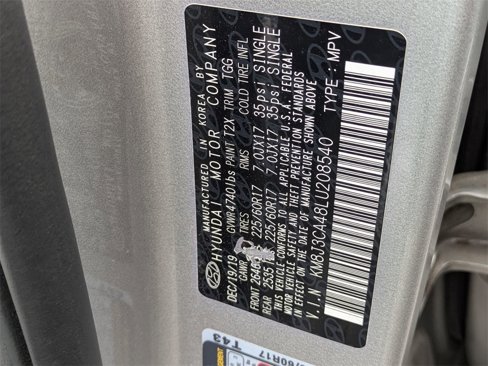 MANUFACTURED IN KOREA BY
HYUNDAI MOTOR COMPANY
DEC/19/19 GVWR 4740lbs PAINT T2X TRIM TGG
GAWR TIRES RIMS COLD TIRE INFL
FRONT 2646 225/60R17 7.0JX17 35psi SINGLE
REAR 2535 225/60R17 7.0JX17 35psi SINGLE
THIS VEHICLE CONFORMS TO ALL APPLICABLE U.S.A. FEDERAL
MOTOR VEHICLE SAFETY AND THEFT PREVENTION STANDARDS
IN EFFECT ON THE DATE OF MANUFACTURE SHOWN ABOVE
V.I.N KM8J3CA48LU208540 TYPE : MPV
T43
/60R17